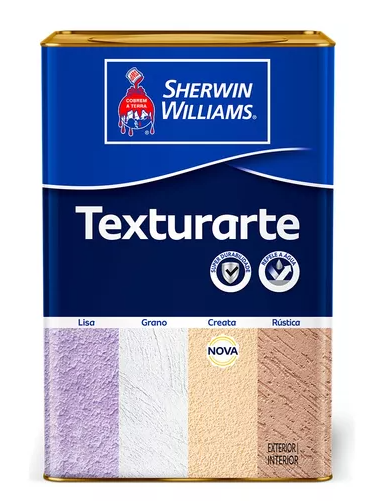 COBREM
A TERRA
SHERWIN
WILLIAMS®
Texturarte
SUPER DURABILIDADE
REPELE A ÁGUA
Lisa Grano Creata Rústica
NOVA
EXTERIOR
INTERIOR